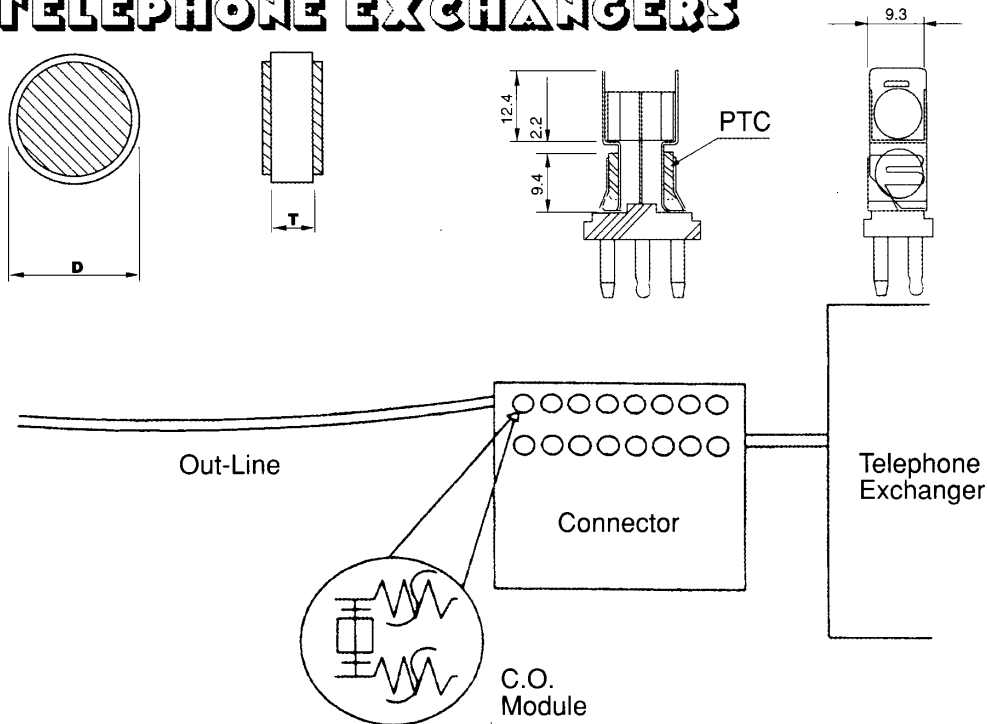 TELEPHONE EXCHANGERS
9.3
12.4
2.2
9.4
PTC
T
D
Out-Line
Connector
Telephone
Exchanger
C.O.
Module